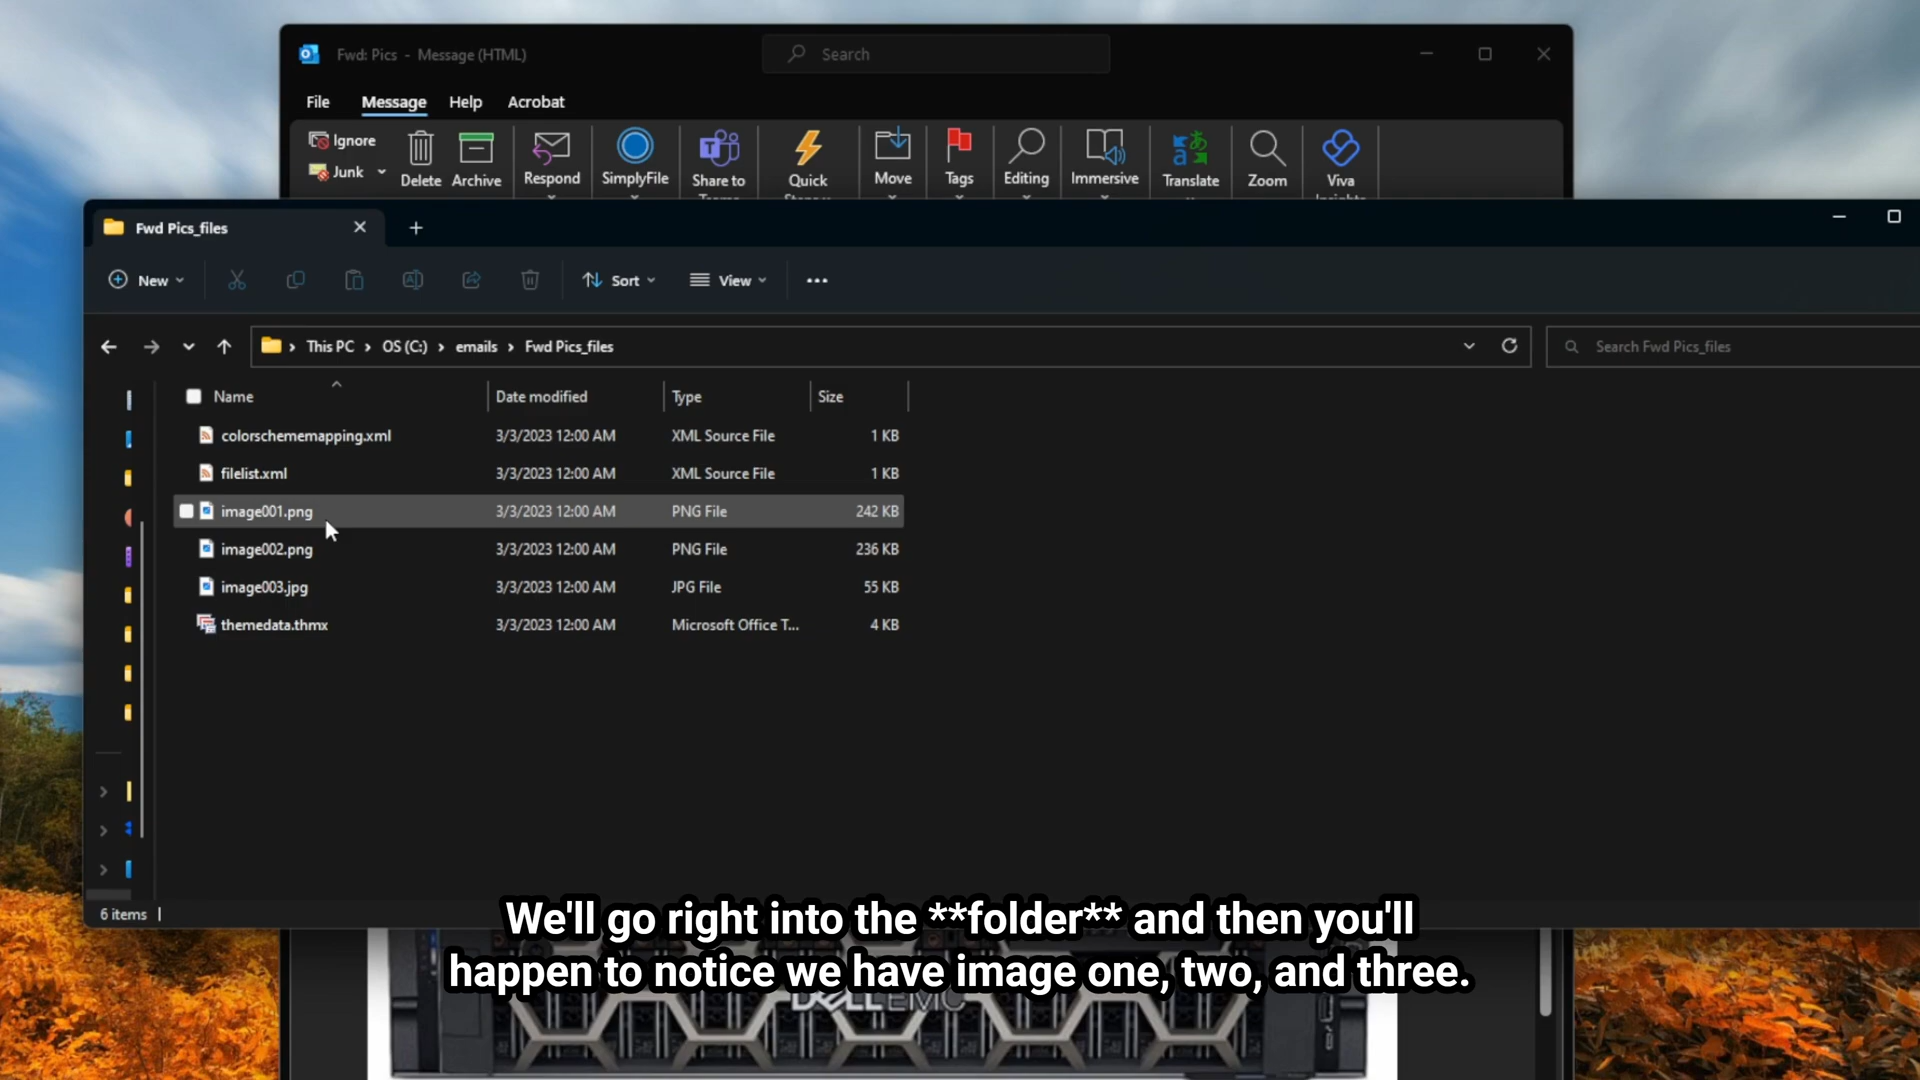 Fwd: Pics - Message (HTML)
Search
File Message Help Acrobat
Ignore
Junk
Delete
Archive
Respond
SimplyFile
Share to
Quick
Move
Tags
Editing
Immersive
Translate
Zoom
Viva
Fwd Pics_files
New
Sort
View
This PC > OS (C:) > emails > Fwd Pics_files
Search Fwd Pics_files
Name Date modified Type Size
colorschememapping.xml 3/3/2023 12:00 AM XML Source File 1 KB
filelist.xml 3/3/2023 12:00 AM XML Source File 1 KB
image001.png 3/3/2023 12:00 AM PNG File 242 KB
image002.png 3/3/2023 12:00 AM PNG File 236 KB
image003.jpg 3/3/2023 12:00 AM JPG File 55 KB
themedata.thmx 3/3/2023 12:00 AM Microsoft Office T... 4 KB
6 items
We'll go right into the **folder** and then you'll
happen to notice we have image one, two, and three.
DELL EMC